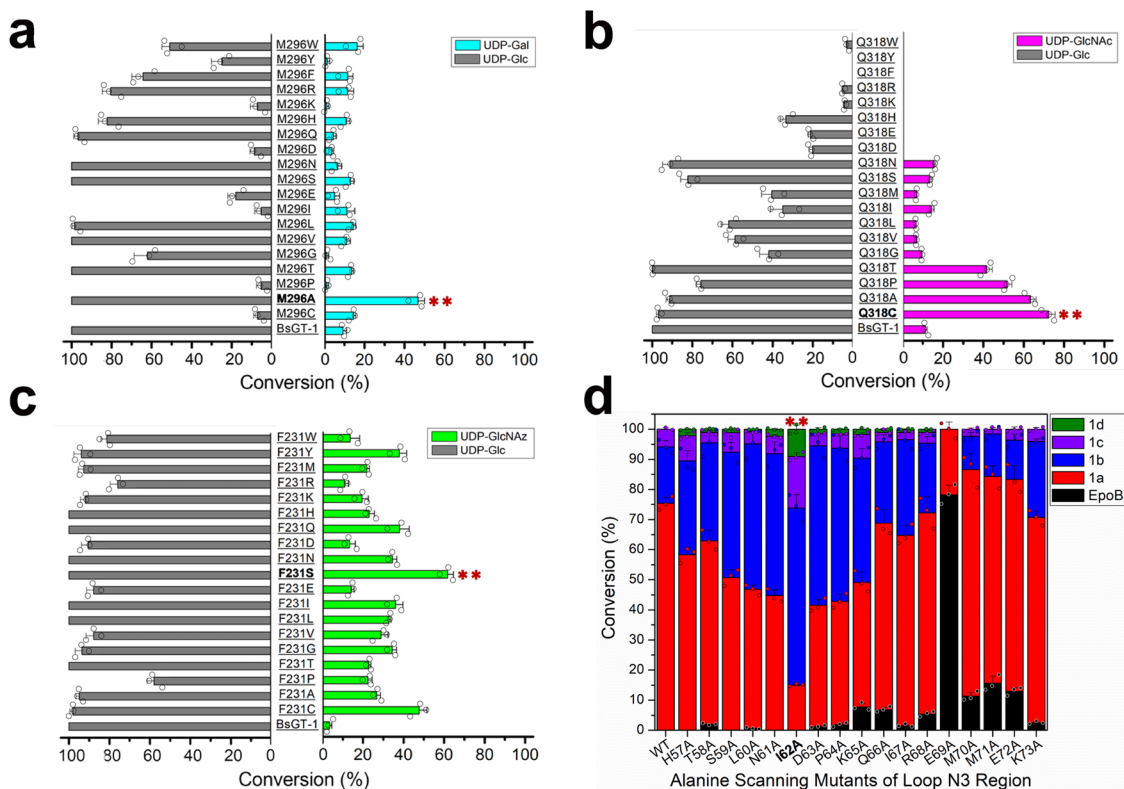 a
M296W
M296Y
M296F
M296R
M296K
M296H
M296Q
M296D
M296N
M296S
M296E
M296I
M296L
M296V
M296G
M296T
M296P
M296A
M296C
BsGT-1
UDP-Gal
UDP-Glc
**
100 80 60 40 20 0 0 20 40 60 80 100
Conversion (%)
b
Q318W
Q318Y
Q318F
Q318R
Q318K
Q318H
Q318E
Q318D
Q318N
Q318S
Q318M
Q318I
Q318L
Q318V
Q318G
Q318T
Q318P
Q318A
Q318C
BsGT-1
UDP-GlcNAc
UDP-Glc
**
100 80 60 40 20 0 0 20 40 60 80 100
Conversion (%)
c
F231W
F231Y
F231M
F231R
F231K
F231H
F231Q
F231D
F231N
F231S
F231E
F231I
F231L
F231V
F231G
F231T
F231P
F231A
F231C
BsGT-1
UDP-GlcNAz
UDP-Glc
**
100 80 60 40 20 0 0 20 40 60 80 100
Conversion (%)
d
**
1d
1c
1b
1a
EpoB
100
90
80
70
60
50
40
30
20
10
0
Conversion (%)
WT H57A T58A S59A L60A N61A I62A D63A P64A K65A Q66A I67A R68A E69A M70A M71A E72A K73A
Alanine Scanning Mutants of Loop N3 Region